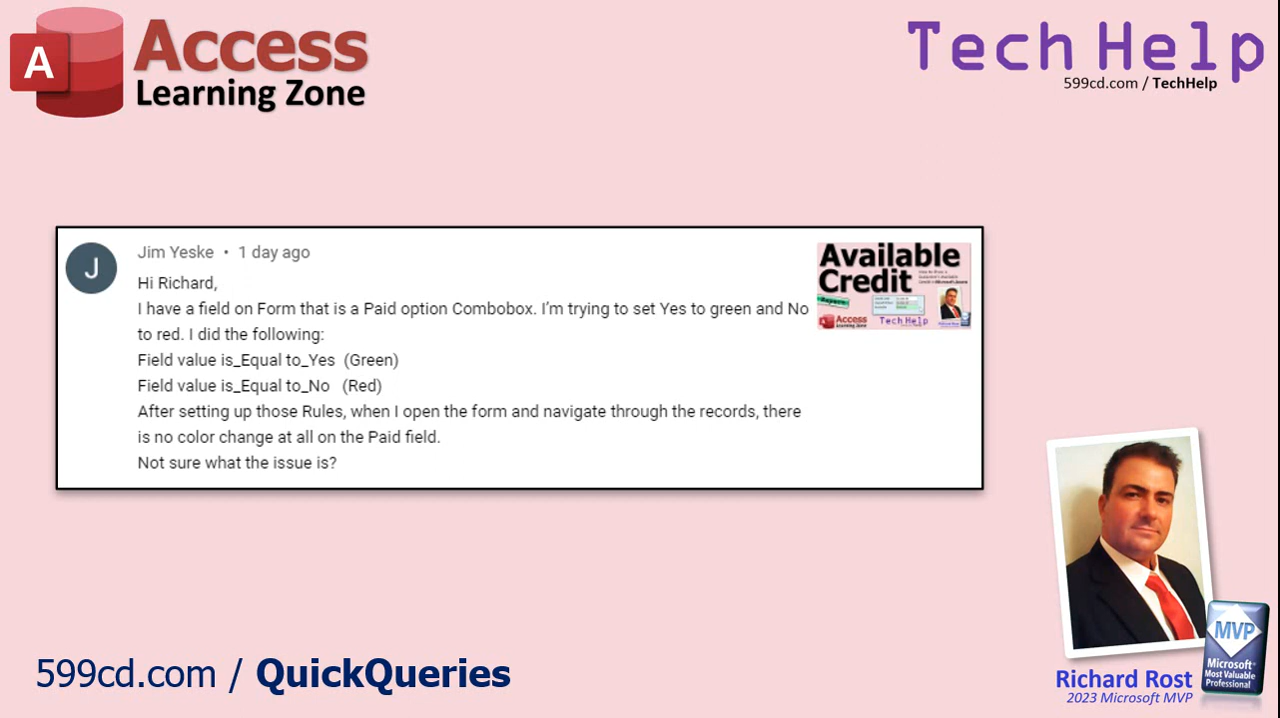 A
Access
Learning Zone
Tech Help
599cd.com / TechHelp
J
Jim Yeske • 1 day ago
Hi Richard,
I have a field on Form that is a Paid option Combobox. I'm trying to set Yes to green and No
to red. I did the following:
Field value is_Equal to_Yes (Green)
Field value is_Equal to_No (Red)
After setting up those Rules, when I open the form and navigate through the records, there
is no color change at all on the Paid field.
Not sure what the issue is?
Available
Credit
Access
Tech Help
599cd.com / QuickQueries
Richard Rost
2023 Microsoft MVP
MVP
Microsoft
Most Valuable
Professional